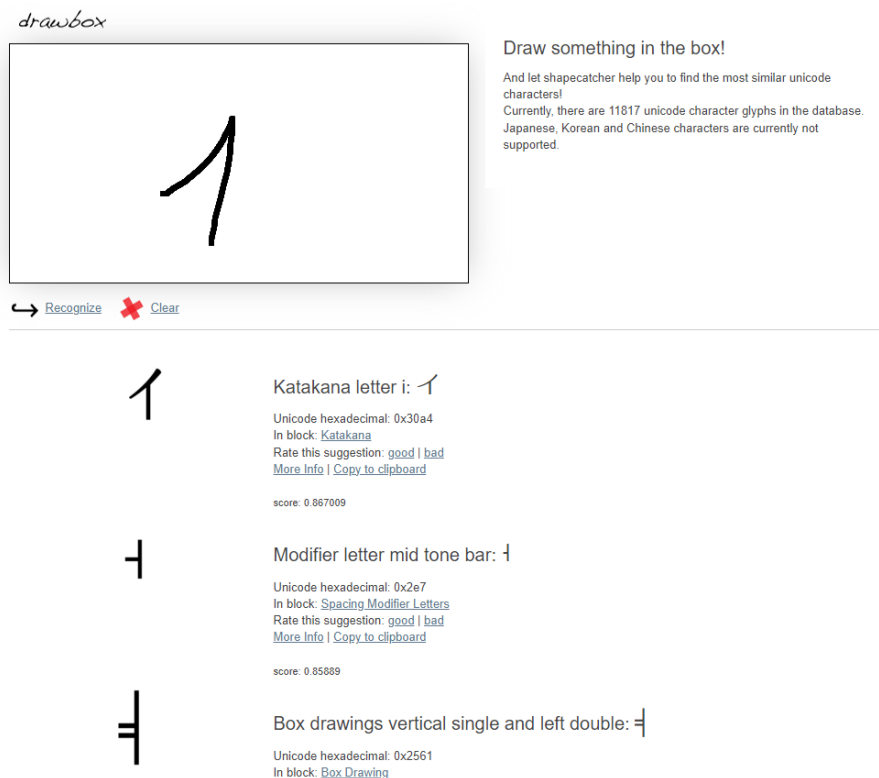 drawbox
Draw something in the box!
And let shapecatcher help you to find the most similar unicode
characters!
Currently, there are 11817 unicode character glyphs in the database.
Japanese, Korean and Chinese characters are currently not
supported.
Recognize Clear
イ
Katakana letter i: イ
Unicode hexadecimal: 0x30a4
In block: Katakana
Rate this suggestion: good | bad
More Info | Copy to clipboard
score: 0.867009
˧
Modifier letter mid tone bar: ˧
Unicode hexadecimal: 0x2e7
In block: Spacing Modifier Letters
Rate this suggestion: good | bad
More Info | Copy to clipboard
score: 0.85889
╡
Box drawings vertical single and left double: ╡
Unicode hexadecimal: 0x2561
In block: Box Drawing